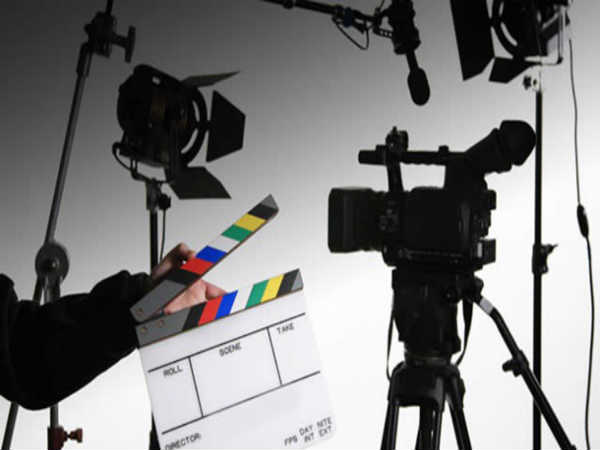 ROLL SCENE TAKE
DIRECTOR: FPS DAY NITE
INT EXT